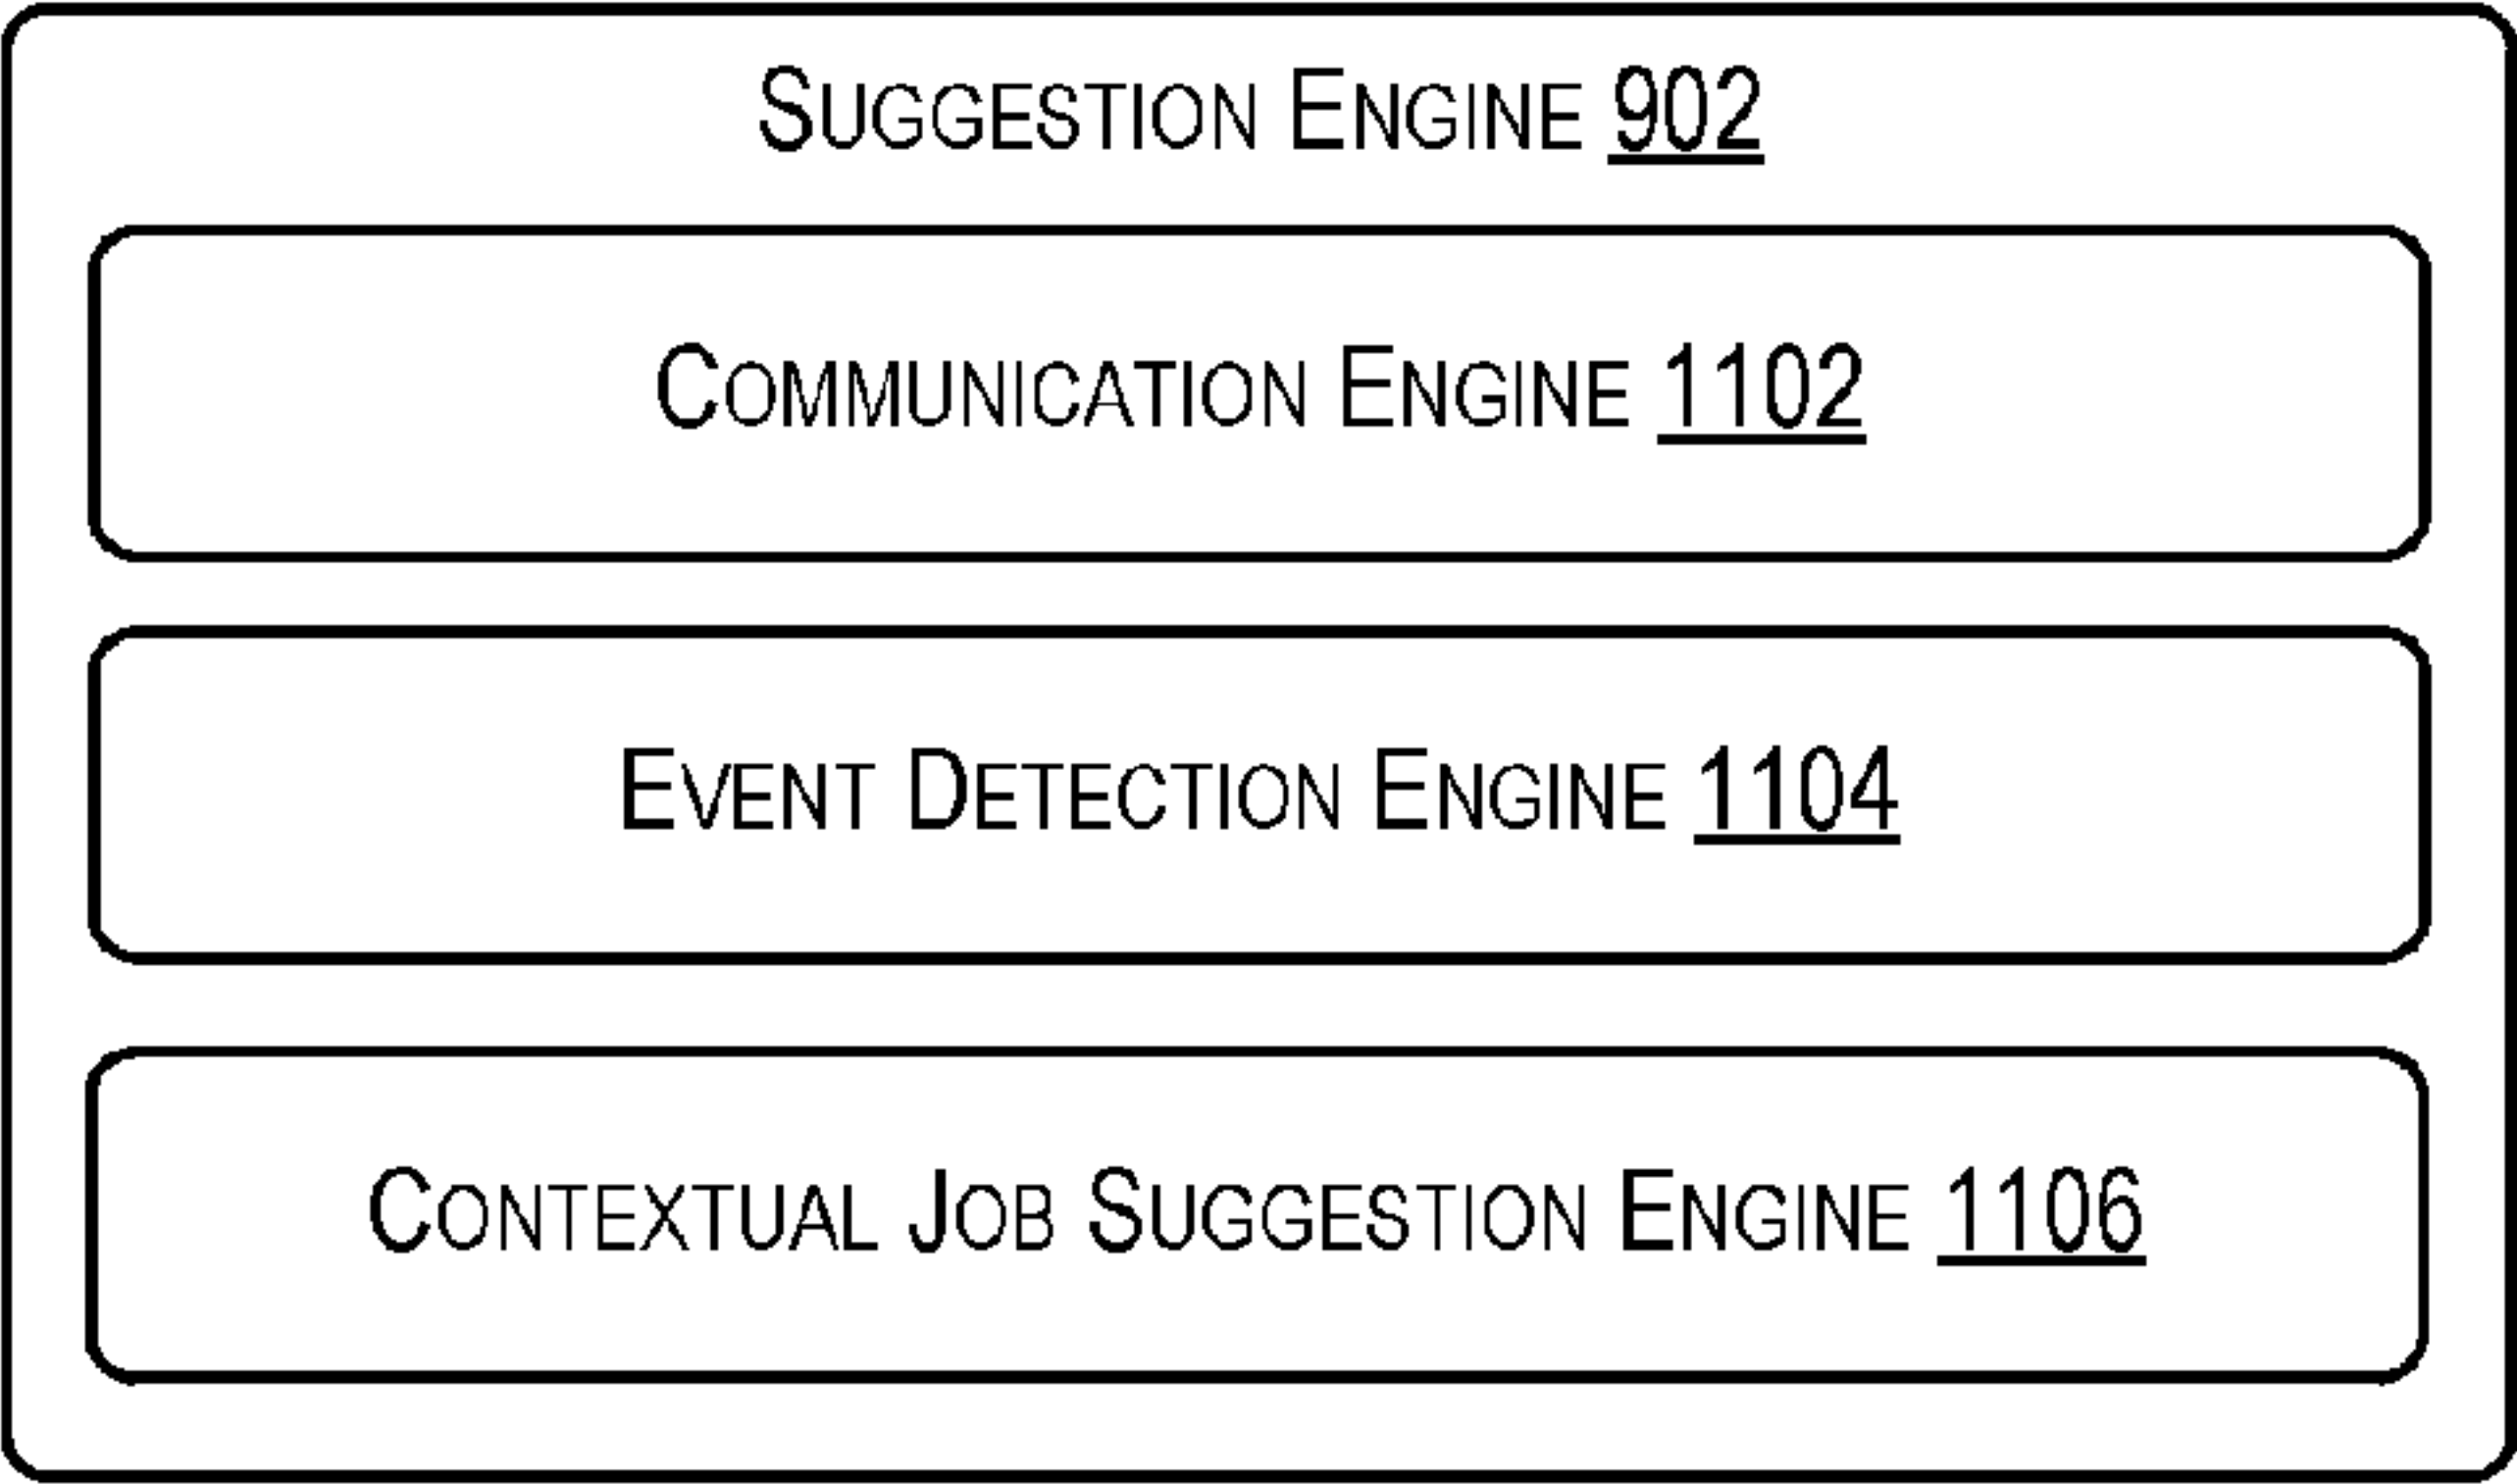 Suggestion Engine 902
Communication Engine 1102
Event Detection Engine 1104
Contextual Job Suggestion Engine 1106